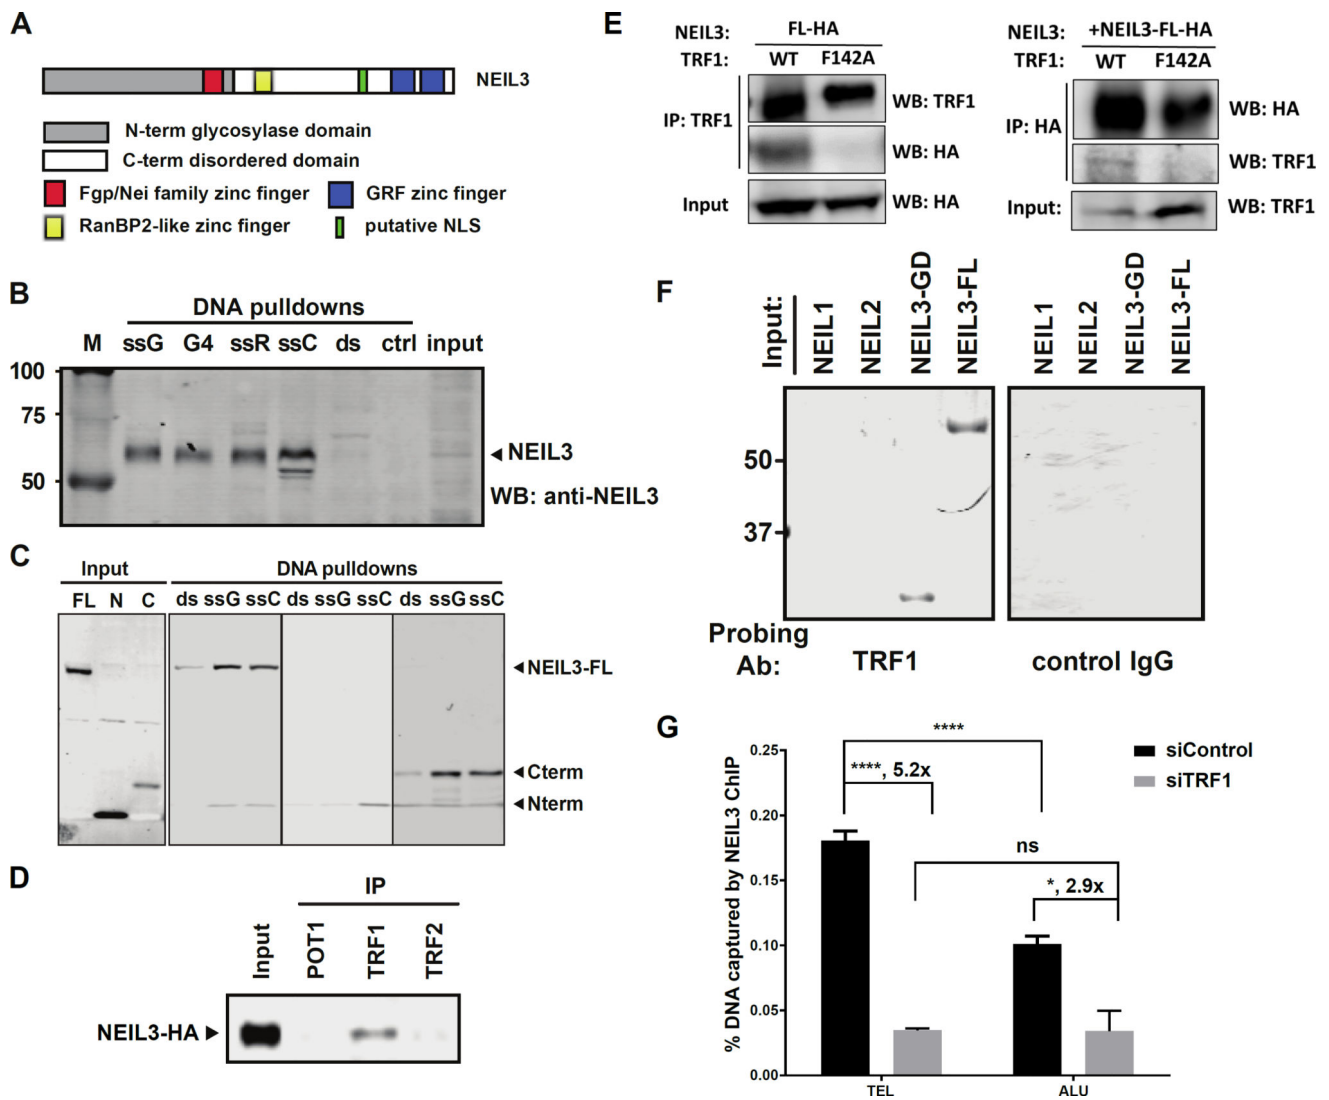 A
NEIL3
N-term glycosylase domain
C-term disordered domain
Fgp/Nei family zinc finger
GRF zinc finger
RanBP2-like zinc finger
putative NLS
B
DNA pulldowns
M ssG G4 ssR ssC ds ctrl input
100
75
50
NEIL3
WB: anti-NEIL3
C
Input
DNA pulldowns
FL N C ds ssG ssC ds ssG ssC ds ssG ssC
NEIL3-FL
Cterm
Nterm
D
IP
Input POT1 TRF1 TRF2
NEIL3-HA
E
NEIL3: FL-HA
TRF1: WT F142A
IP: TRF1
WB: TRF1
WB: HA
Input
WB: HA
NEIL3: +NEIL3-FL-HA
TRF1: WT F142A
IP: HA
WB: HA
WB: TRF1
Input:
WB: TRF1
F
Input: NEIL1 NEIL2 NEIL3-GD NEIL3-FL NEIL1 NEIL2 NEIL3-GD NEIL3-FL
50
37
Probing Ab: TRF1 control IgG
G
% DNA captured by NEIL3 ChIP
0.25
0.20
0.15
0.10
0.05
0.00
****
****, 5.2x
ns
*, 2.9x
siControl
siTRF1
TEL ALU